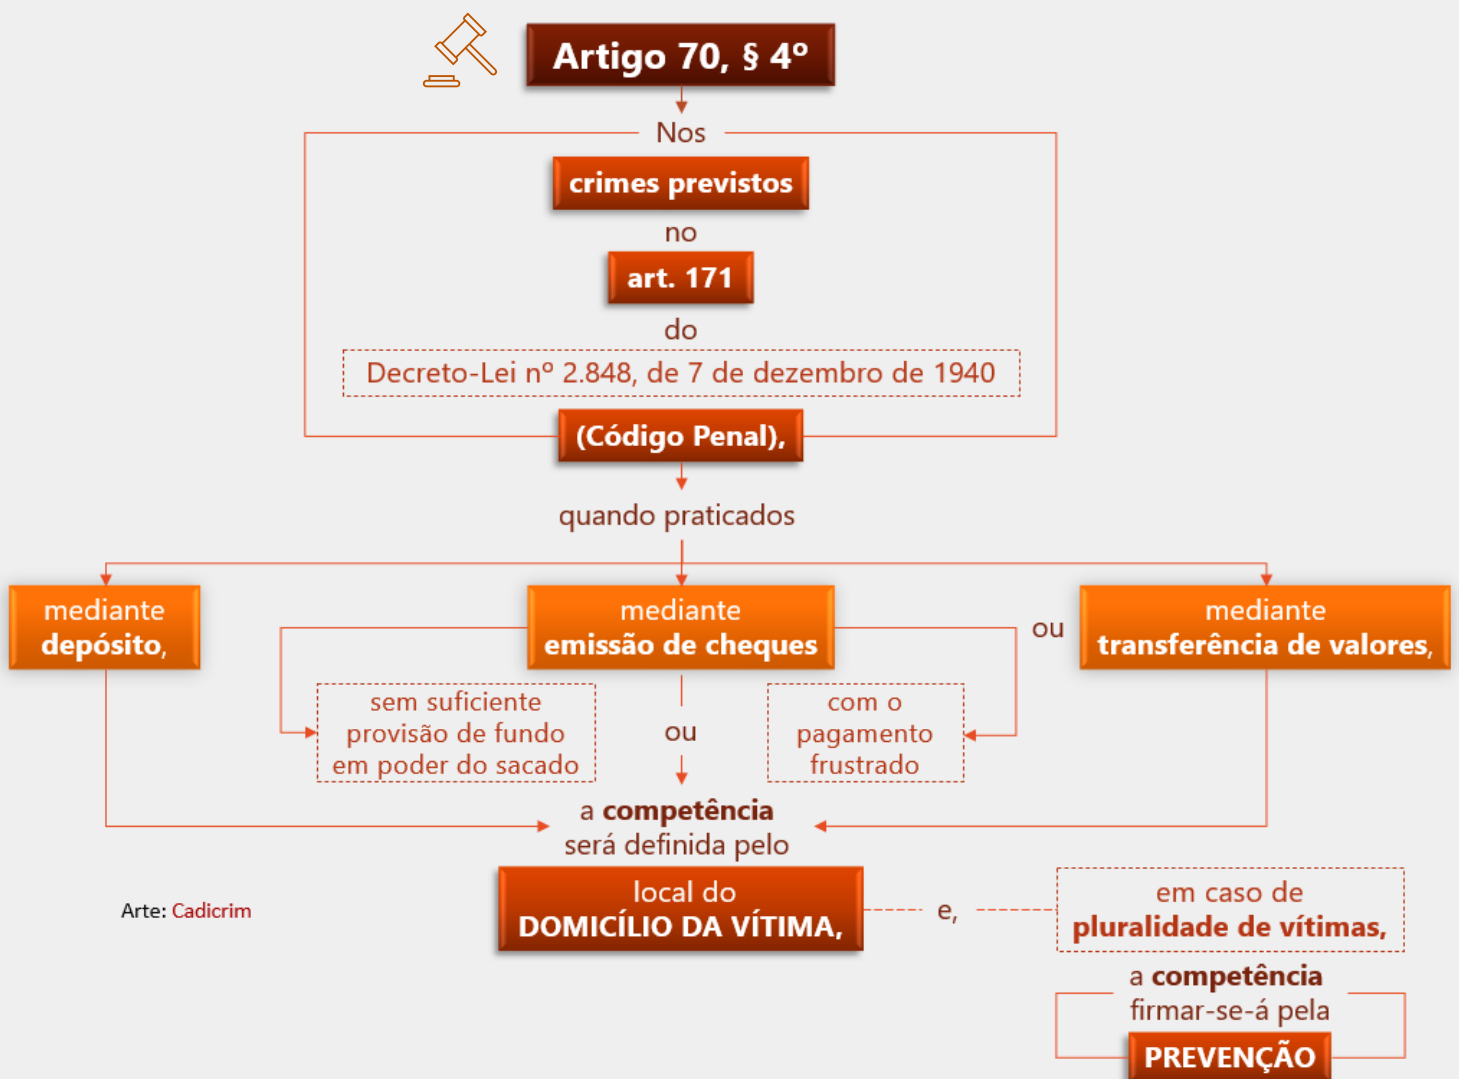 Artigo 70, § 4º
Nos
crimes previstos
no
art. 171
do
Decreto-Lei nº 2.848, de 7 de dezembro de 1940
(Código Penal),
quando praticados
mediante
depósito,
mediante
emissão de cheques
sem suficiente
provisão de fundo
em poder do sacado
ou
com o
pagamento
frustrado
ou
mediante
transferência de valores,
a competência
será definida pelo
local do
DOMICÍLIO DA VÍTIMA,
e,
em caso de
pluralidade de vítimas,
a competência
firmar-se-á pela
PREVENÇÃO
Arte: Cadicrim